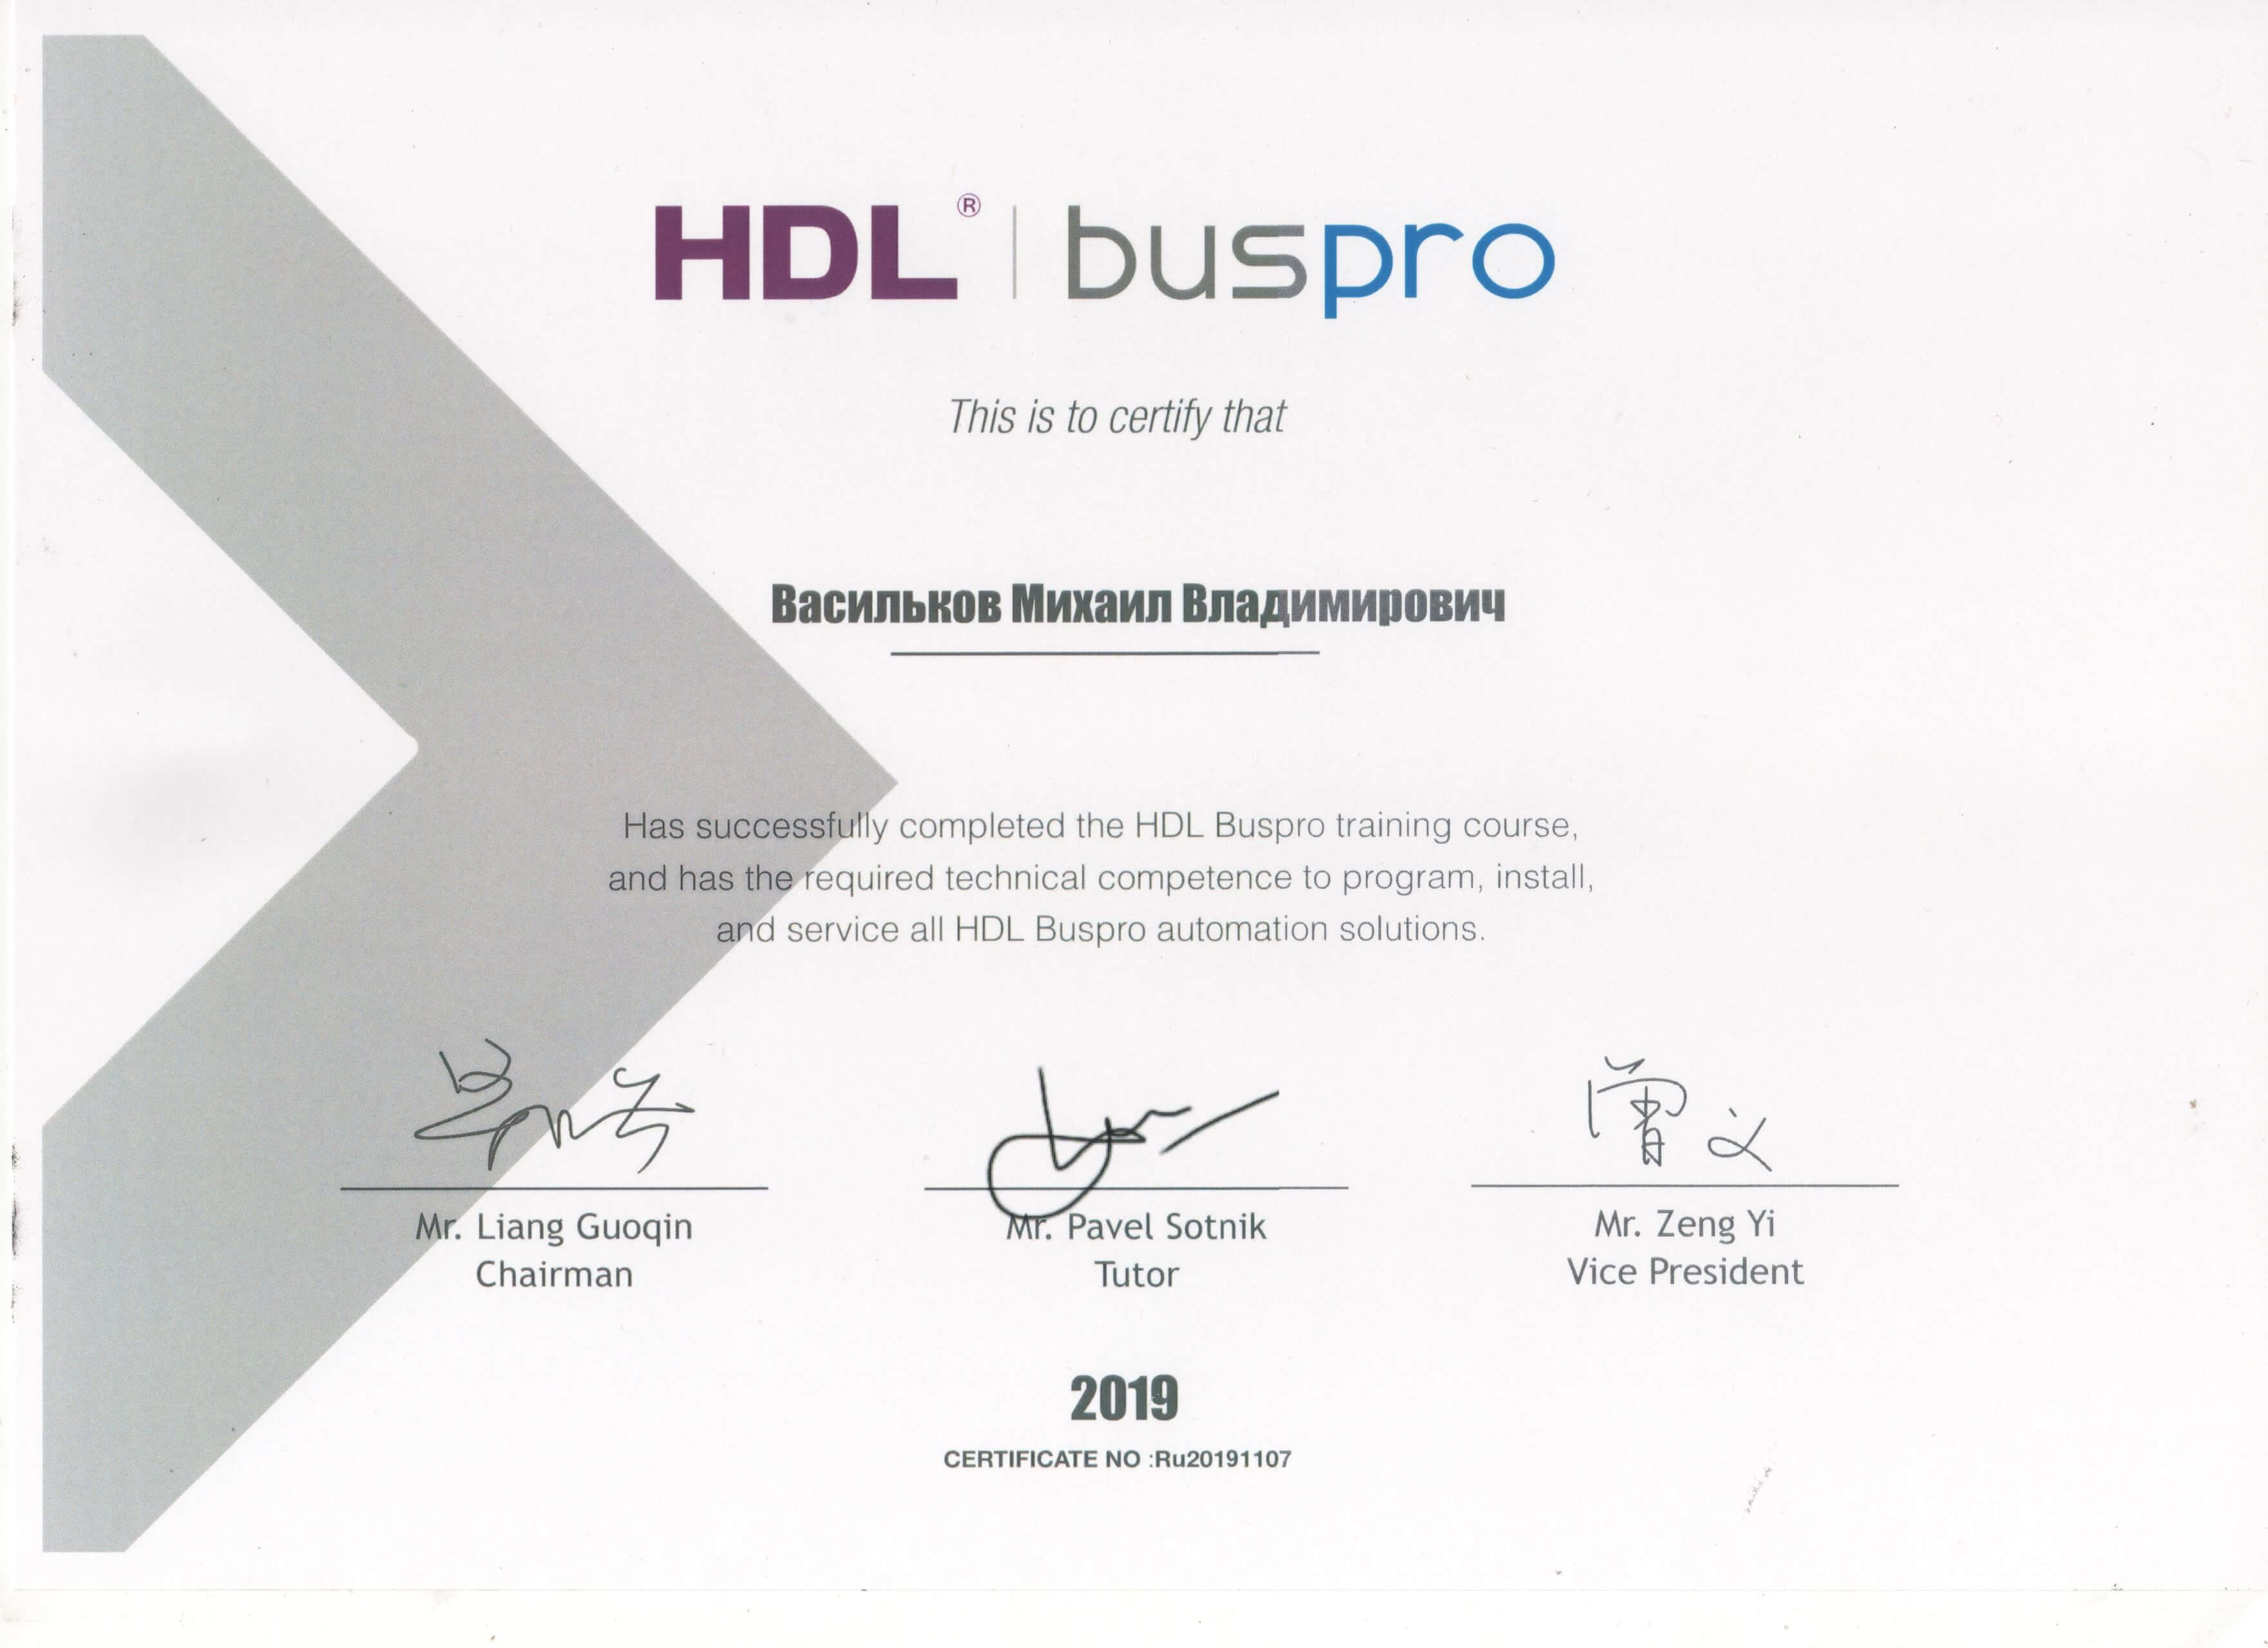 HDL® | buspro
This is to certify that
Васильков Михаил Владимирович
Has successfully completed the HDL Buspro training course,
and has the required technical competence to program, install,
and service all HDL Buspro automation solutions.
Mr. Liang Guoqin
Chairman
Mr. Pavel Sotnik
Tutor
Mr. Zeng Yi
Vice President
2019
CERTIFICATE NO :Ru20191107